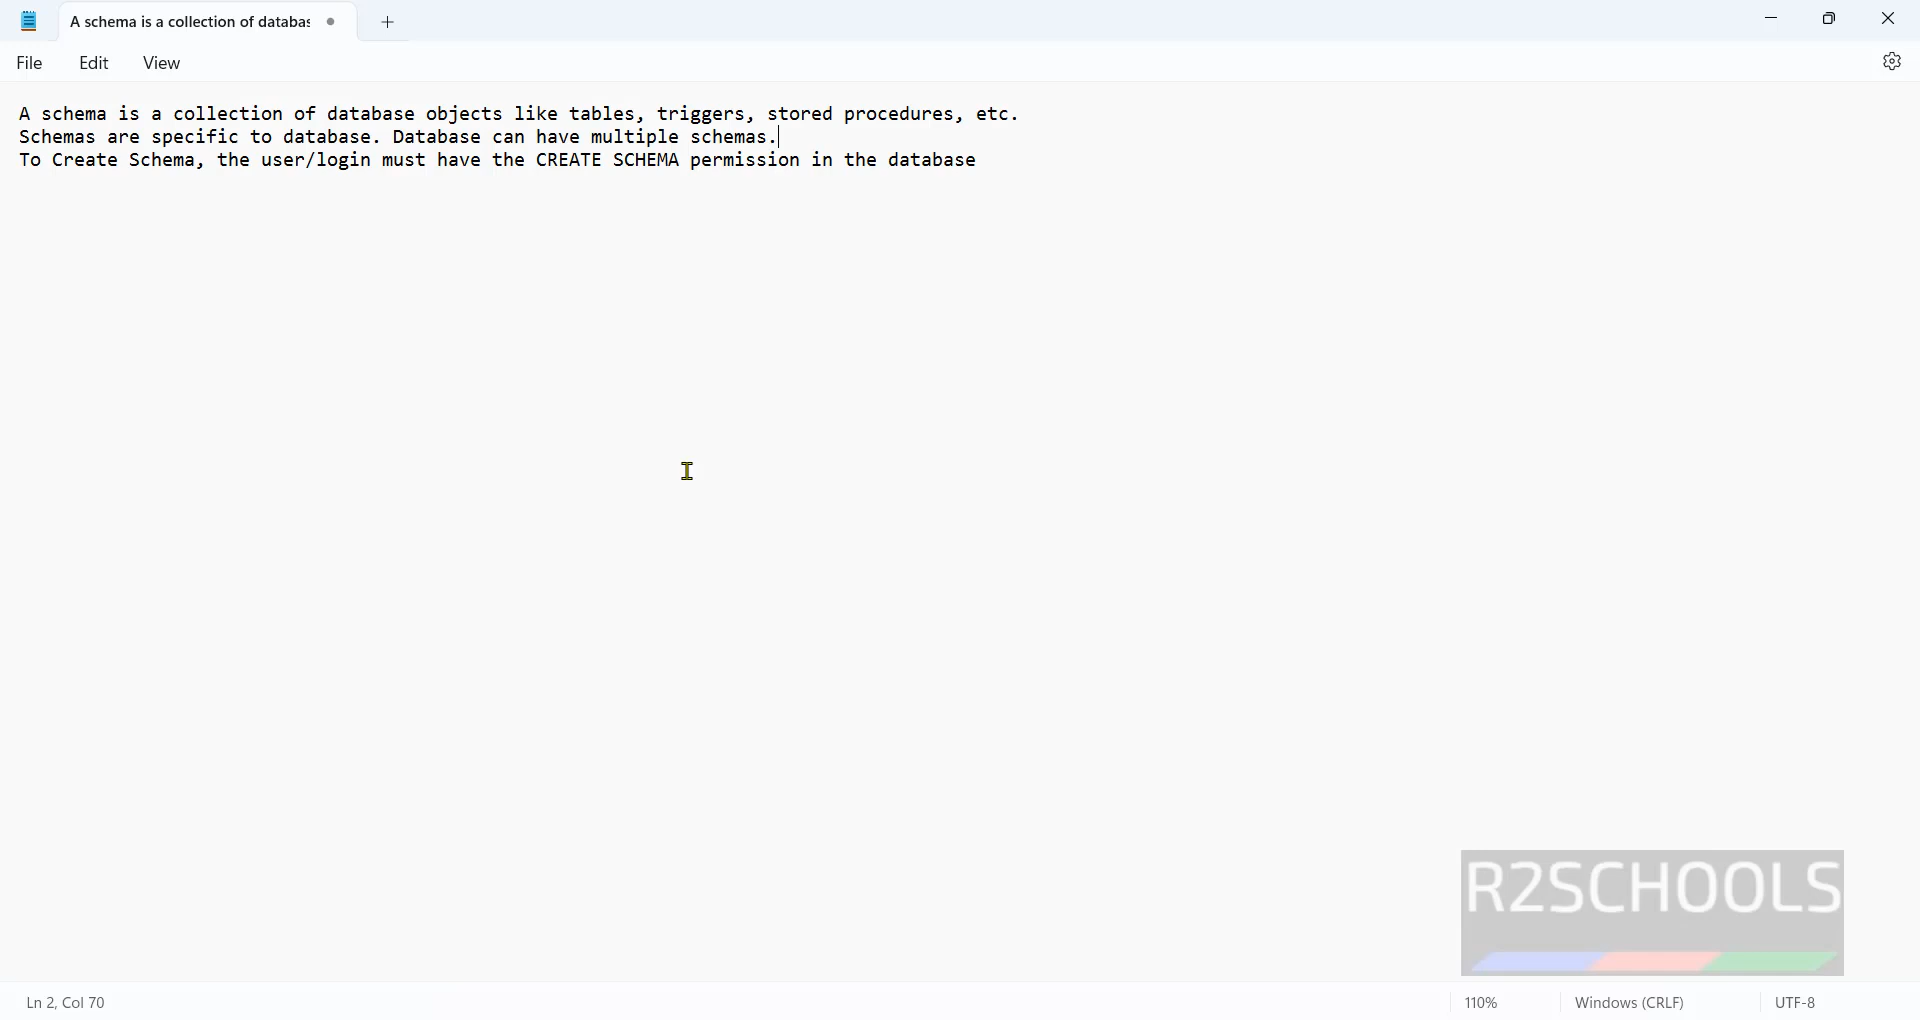 A schema is a collection of databas
File Edit View
A schema is a collection of database objects like tables, triggers, stored procedures, etc.
Schemas are specific to database. Database can have multiple schemas.
To Create Schema, the user/login must have the CREATE SCHEMA permission in the database
R2SCHOOLS
Ln 2, Col 70 110% Windows (CRLF) UTF-8